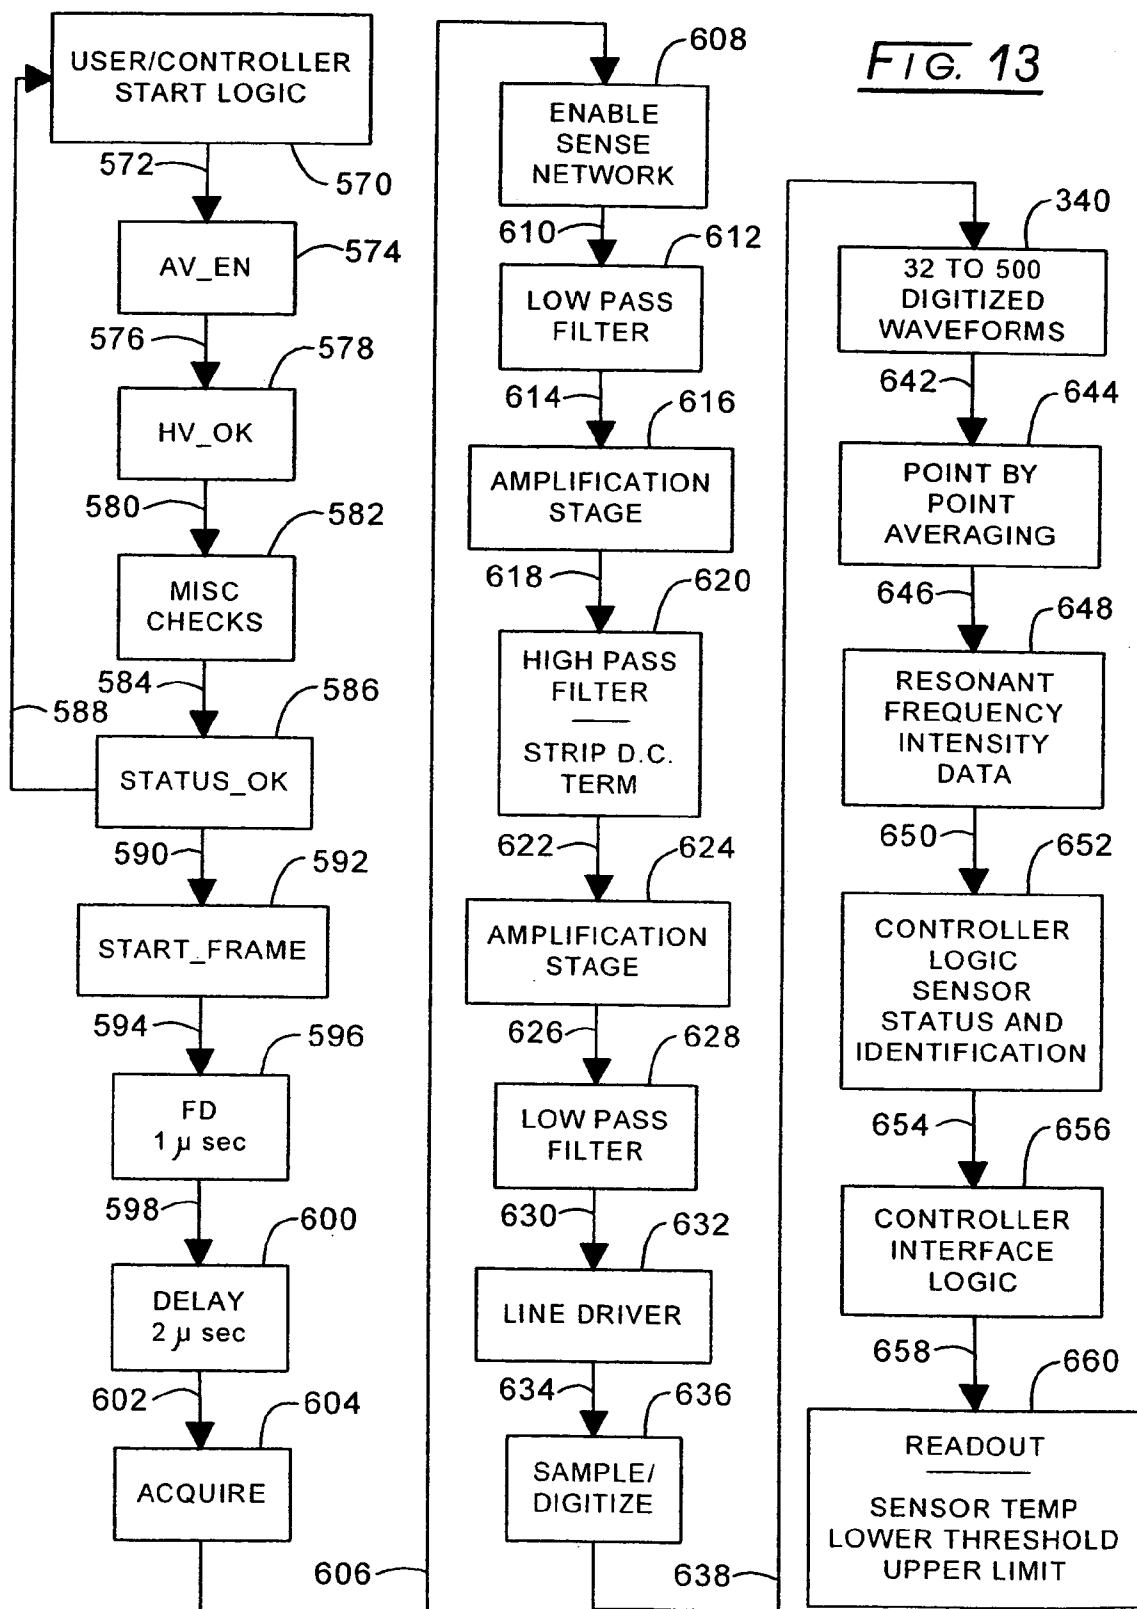 FIG. 13
USER/CONTROLLER
START LOGIC
572
570
AV_EN
574
576
578
HV_OK
580
582
MISC
CHECKS
584
586
588
STATUS_OK
590
592
START_FRAME
594
596
FD
1 µ sec
598
600
DELAY
2 µ sec
602
604
ACQUIRE
606
608
ENABLE
SENSE
NETWORK
610
612
LOW PASS
FILTER
614
616
AMPLIFICATION
STAGE
618
620
HIGH PASS
FILTER
STRIP D.C.
TERM
622
624
AMPLIFICATION
STAGE
626
628
LOW PASS
FILTER
630
632
LINE DRIVER
634
636
SAMPLE/
DIGITIZE
638
340
32 TO 500
DIGITIZED
WAVEFORMS
642
644
POINT BY
POINT
AVERAGING
646
648
RESONANT
FREQUENCY
INTENSITY
DATA
650
652
CONTROLLER
LOGIC
SENSOR
STATUS AND
IDENTIFICATION
654
656
CONTROLLER
INTERFACE
LOGIC
658
660
READOUT
SENSOR TEMP
LOWER THRESHOLD
UPPER LIMIT